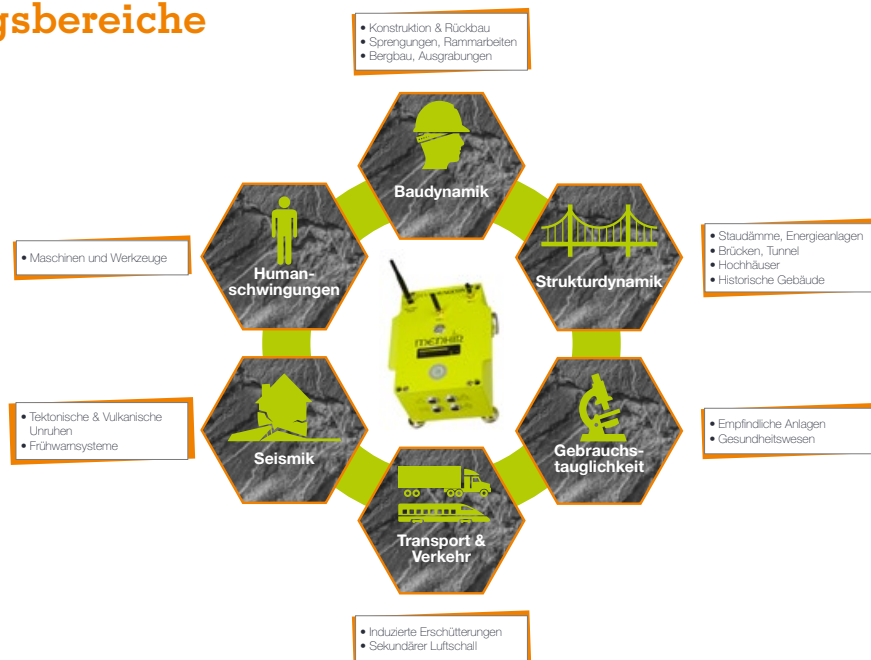 gsbereiche
• Konstruktion & Rückbau
• Sprengungen, Rammarbeiten
• Bergbau, Ausgrabungen
Baudynamik
Human-
schwingungen
• Maschinen und Werkzeuge
Strukturdynamik
• Staudämme, Energieanlagen
• Brücken, Tunnel
• Hochhäuser
• Historische Gebäude
MENHIR
Seismik
• Tektonische & Vulkanische
Unruhen
• Frühwarnsysteme
Gebrauchs-
tauglichkeit
• Empfindliche Anlagen
• Gesundheitswesen
Transport &
Verkehr
• Induzierte Erschütterungen
• Sekundärer Luftschall